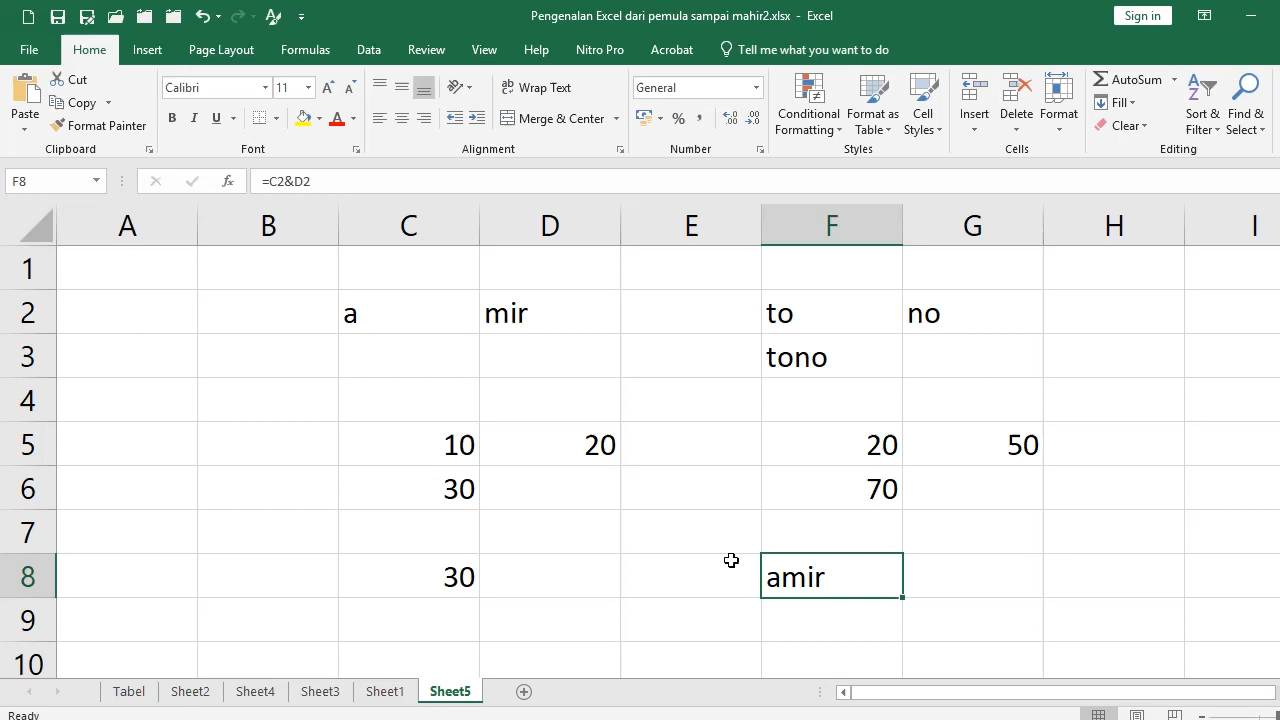 Pengenalan Excel dari pemula sampai mahir2.xlsx - Excel
Sign in
File Home Insert Page Layout Formulas Data Review View Help Nitro Pro Acrobat Tell me what you want to do
Paste
Cut
Copy
Format Painter
Clipboard
Calibri 11
B I U
Font
Wrap Text
Merge & Center
Alignment
General
Number
Conditional Formatting
Format as Table
Cell Styles
Styles
Insert Delete Format
Cells
AutoSum
Fill
Clear
Sort & Filter
Find & Select
Editing
F8 fx =C2&D2
A B C D E F G H I
1
2 a mir to no
3 tono
4
5 10 20 20 50
6 30 70
7
8 30 amir
9
10
Tabel Sheet2 Sheet4 Sheet3 Sheet1 Sheet5
Ready